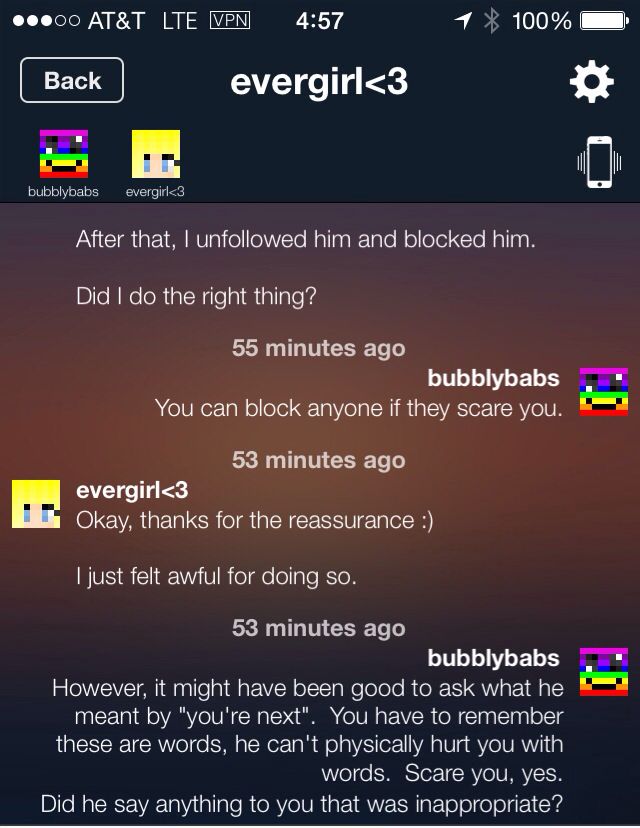 AT&T LTE VPN 4:57 100%
Back evergirl<3
bubblybabs evergirl<3
After that, I unfollowed him and blocked him.
Did I do the right thing?
55 minutes ago
bubblybabs
You can block anyone if they scare you.
53 minutes ago
evergirl<3
Okay, thanks for the reassurance :)
I just felt awful for doing so.
53 minutes ago
bubblybabs
However, it might have been good to ask what he
meant by "you're next".  You have to remember
these are words, he can't physically hurt you with
words.  Scare you, yes.
Did he say anything to you that was inappropriate?